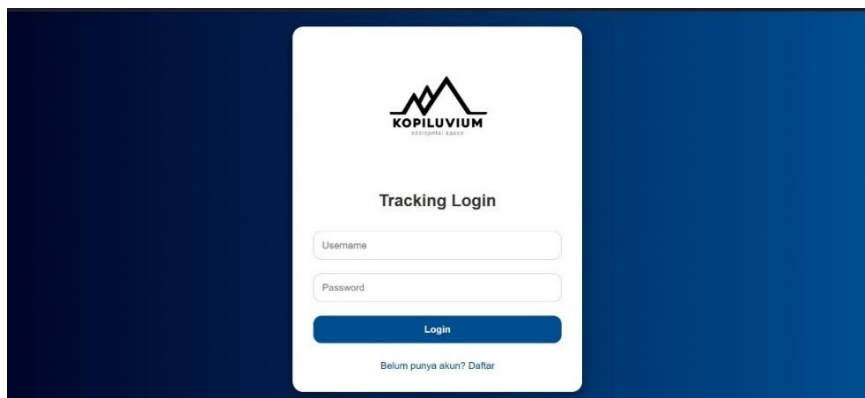 KOPILUVIUM
Tracking Login
Username
Password
Login
Belum punya akun? Daftar